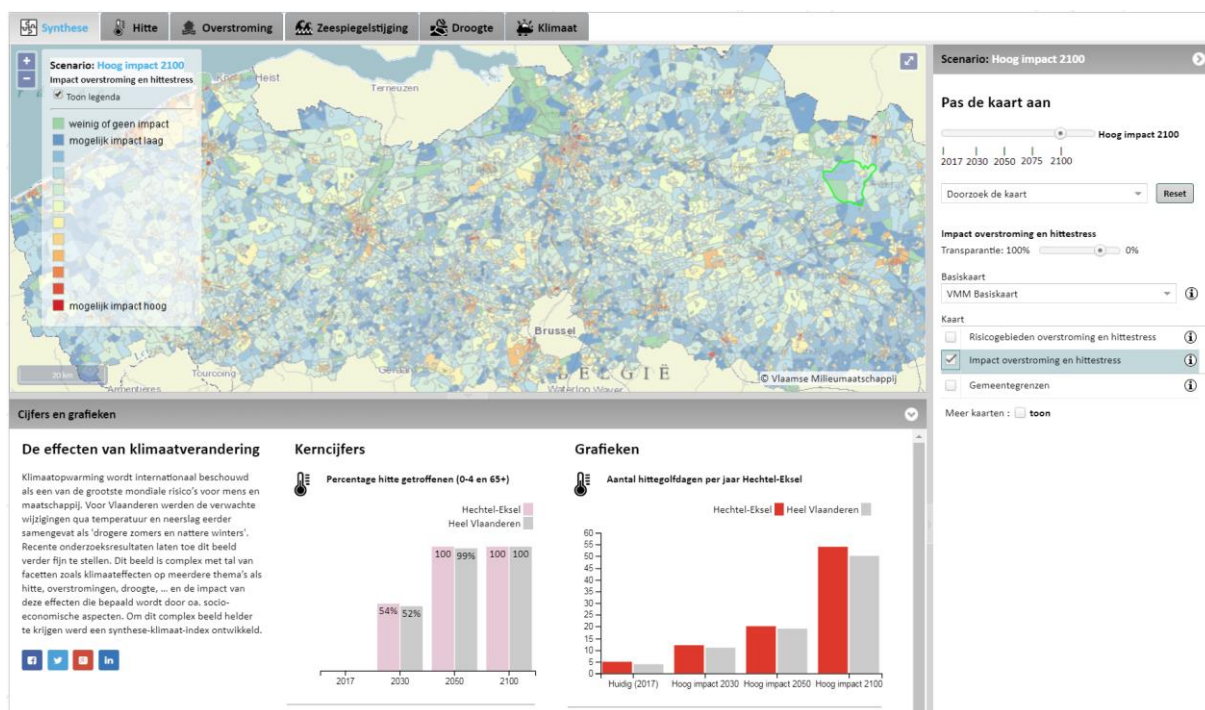 Synthese
Hitte
Overstroming
Zeespiegelstijging
Droogte
Klimaat
+
−
Scenario: Hoog impact 2100
Impact overstroming en hittestress
Toon legenda
weinig of geen impact
mogelijk impact laag
mogelijk impact hoog
Terneuzen
Brussel
BELGIË
Tourcoing
Armentières
20 km
© Vlaamse Milieumaatschappij
Scenario: Hoog impact 2100
Pas de kaart aan
Hoog impact 2100
2017 2030 2050 2075 2100
Doorzoek de kaart
Reset
Impact overstroming en hittestress
Transparantie: 100% 0%
Basiskaart
VMM Basiskaart
Kaart
Risicogebieden overstroming en hittestress
Impact overstroming en hittestress
Gemeentegrenzen
Meer kaarten : toon
Cijfers en grafieken
De effecten van klimaatverandering
Klimaatopwarming wordt internationaal beschouwd
als een van de grootste mondiale risico's voor mens en
maatschappij. Voor Vlaanderen werden de verwachte
wijzigingen qua temperatuur en neerslag eerder
samengevat als 'drogere zomers en nattere winters'.
Recente onderzoeksresultaten laten toe dit beeld
verder fijn te stellen. Dit beeld is complex met tal van
facetten zoals klimaateffecten op meerdere thema's als
hitte, overstromingen, droogte, ... en de impact van
deze effecten die bepaald wordt door oa. socio-
economische aspecten. Om dit complex beeld helder
te krijgen werd een synthese-klimaat-index ontwikkeld.
Kerncijfers
Percentage hitte getroffenen (0-4 en 65+)
Hechtel-Eksel
Heel Vlaanderen
54% 52%
100 99%
100 100
2017 2030 2050 2100
Grafieken
Aantal hittegolfdagen per jaar Hechtel-Eksel
Hechtel-Eksel Heel Vlaanderen
60
55
50
45
40
35
30
25
20
15
10
5
0
Huidig (2017) Hoog impact 2030 Hoog impact 2050 Hoog impact 2100